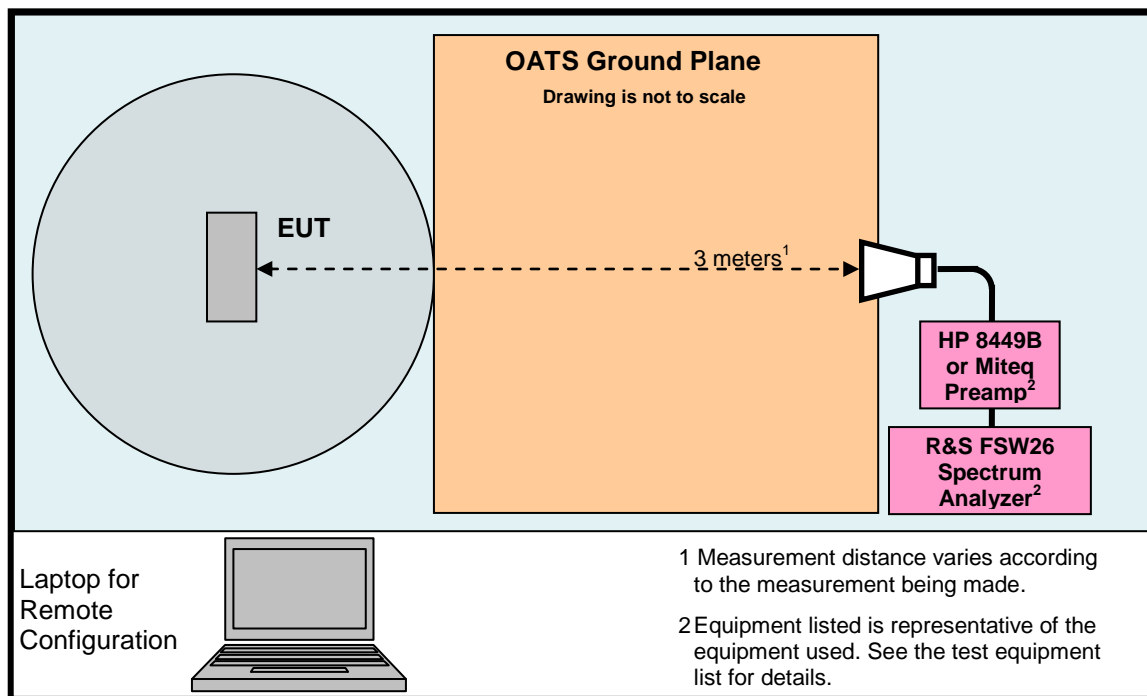 OATS Ground Plane
Drawing is not to scale
EUT
3 meters1
HP 8449B
or Miteq
Preamp2
R&S FSW26
Spectrum
Analyzer2
Laptop for
Remote
Configuration
1 Measurement distance varies according
to the measurement being made.
2 Equipment listed is representative of the
equipment used. See the test equipment
list for details.